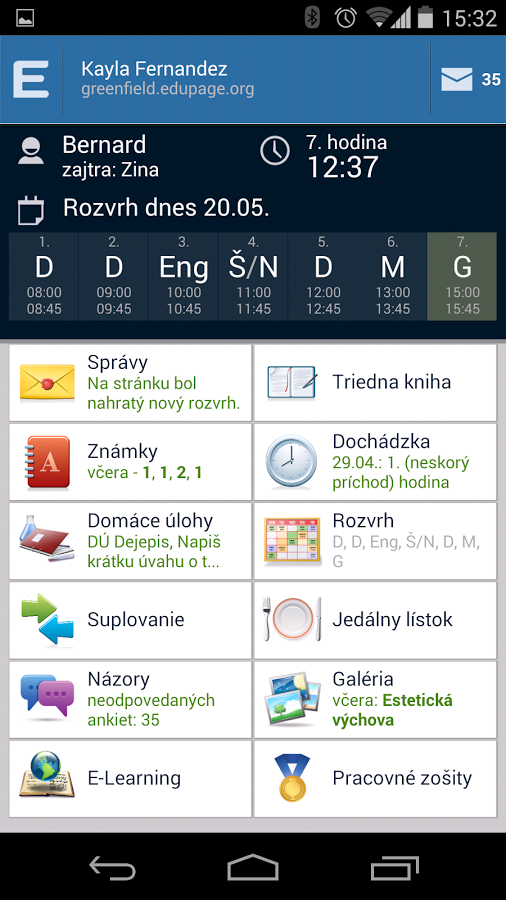 15:32
E
Kayla Fernandez
greenfield.edupage.org
35
Bernard
zajtra: Zina
7. hodina
12:37
Rozvrh dnes 20.05.
1. 2. 3. 4. 5. 6. 7.
D D Eng Š/N D M G
08:00 09:00 10:00 11:00 12:00 13:00 15:00
08:45 09:45 10:45 11:45 12:45 13:45 15:45
Správy
Na stránku bol
nahratý nový rozvrh.
Triedna kniha
A
Známky
včera - 1, 1, 2, 1
Dochádzka
29.04.: 1. (neskorý
príchod) hodina
Domáce úlohy
DÚ Dejepis, Napiš
krátku úvahu o t...
Rozvrh
D, D, Eng, Š/N, D, M,
G
Suplovanie
Jedálny lístok
Názory
neodpovedaných
ankiet: 35
Galéria
včera: Estetická
výchova
E-Learning
Pracovné zošity